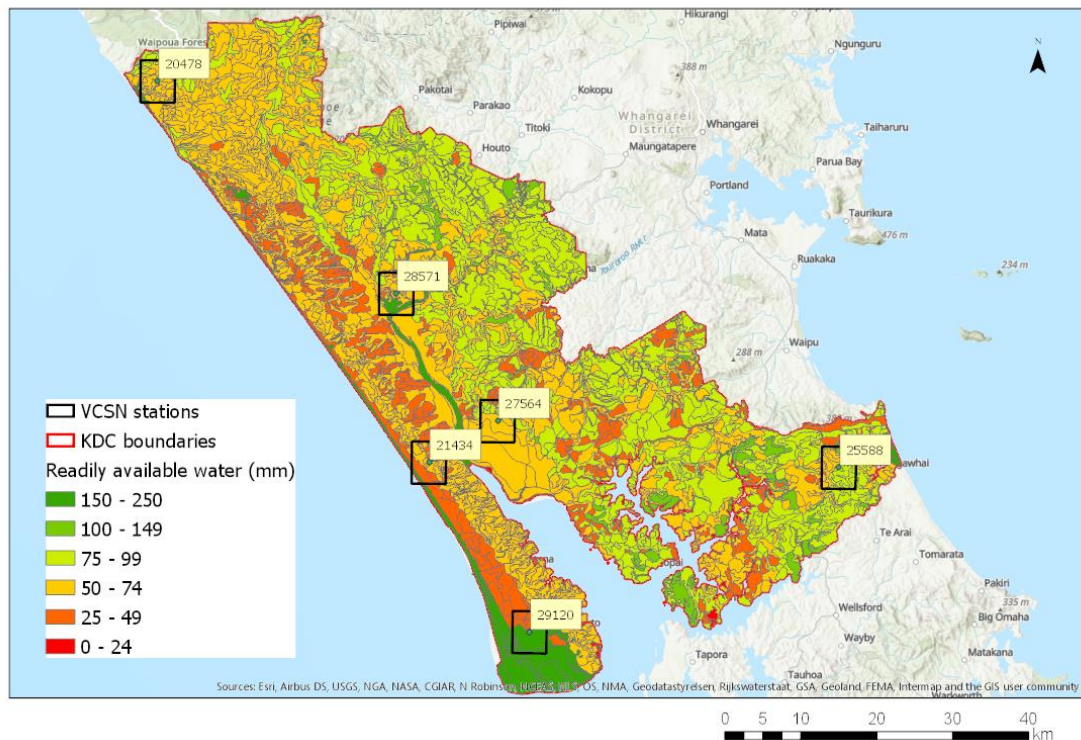 Hikurangi
Pipiwai
Waipoua Forest
Ngunguru
N
20478
388 m
Pakotai
Kokopu
Parakao
Whangarei
District
Whangarei
Taiharuru
Titoki
Houto
Maungatapere
Parua Bay
Portland
Taurikura
Mata
476 m
28571
Ruakaka
234 m
Waipu
288 m
VCSN stations
KDC boundaries
Readily available water (mm)
150 - 250
100 - 149
75 - 99
50 - 74
25 - 49
0 - 24
27564
21434
25588
Te Arai
Tomarata
Pakiri
335 m
29120
Wellsford
Big Omaha
Wayby
Tapora
Matakana
Tauhoa
Sources: Esri, Airbus DS, USGS, NGA, NASA, CGIAR, N Robinson, NCEAS, NLS, OS, NMA, Geodatastyrelsen, Rijkswaterstaat, GSA, Geoland, FEMA, Intermap and the GIS user community
0 5 10 20 30 40
km